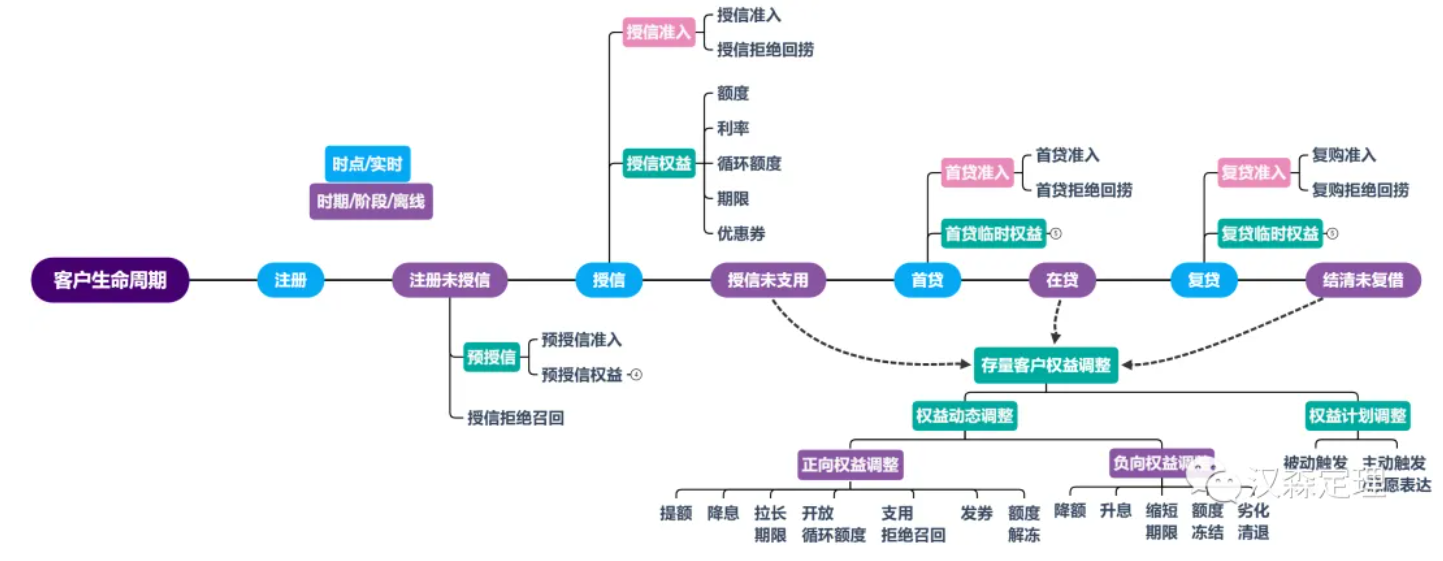 授信准入
授信准入
授信拒绝回捞
额度
利率
授信权益
循环额度
期限
优惠券
时点/实时
时期/阶段/离线
首贷准入
首贷准入
首贷拒绝回捞
首贷临时权益
5
复贷准入
复购准入
复购拒绝回捞
复贷临时权益
5
客户生命周期
注册
注册未授信
授信
授信未支用
首贷
在贷
复贷
结清未复借
预授信
预授信准入
预授信权益
4
授信拒绝召回
存量客户权益调整
权益动态调整
权益计划调整
正向权益调整
负向权益调整
被动触发
主动触发
愿表达
提额
降息
拉长
期限
开放
循环额度
支用
拒绝召回
发券
额度
解冻
降额
升息
缩短
期限
额度
冻结
劣化
清退
汉森定理